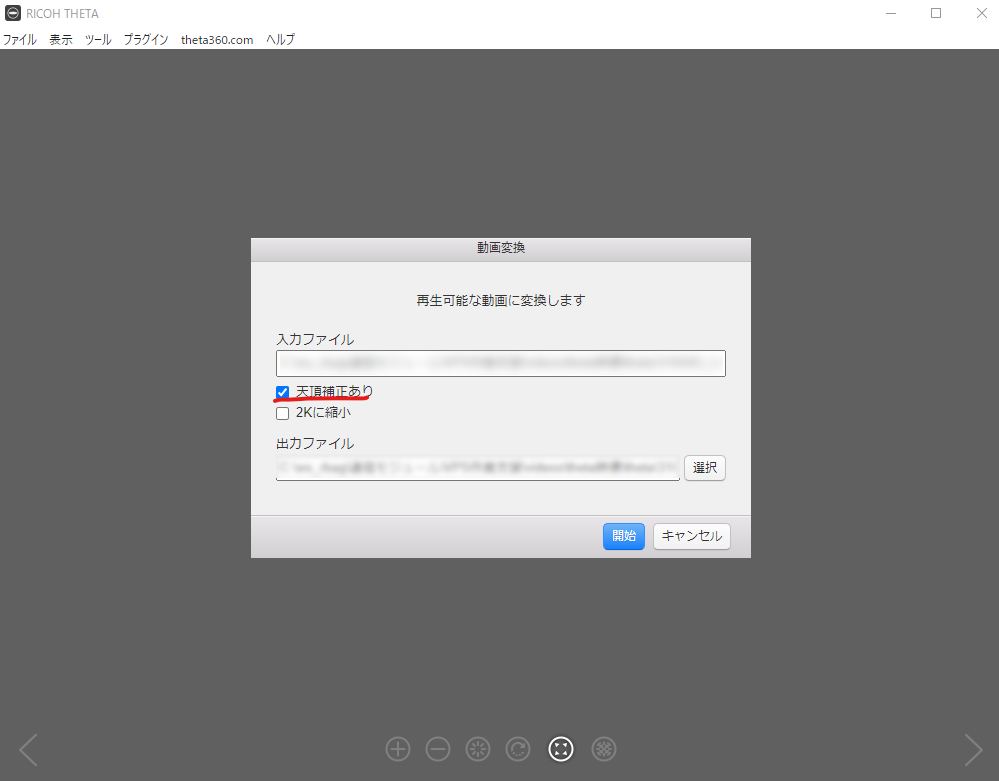 RICOH THETA
ファイル 表示 ツール プラグイン theta360.com ヘルプ
動画変換
再生可能な動画に変換します
入力ファイル
天頂補正あり
2Kに縮小
出力ファイル
選択
開始 キャンセル